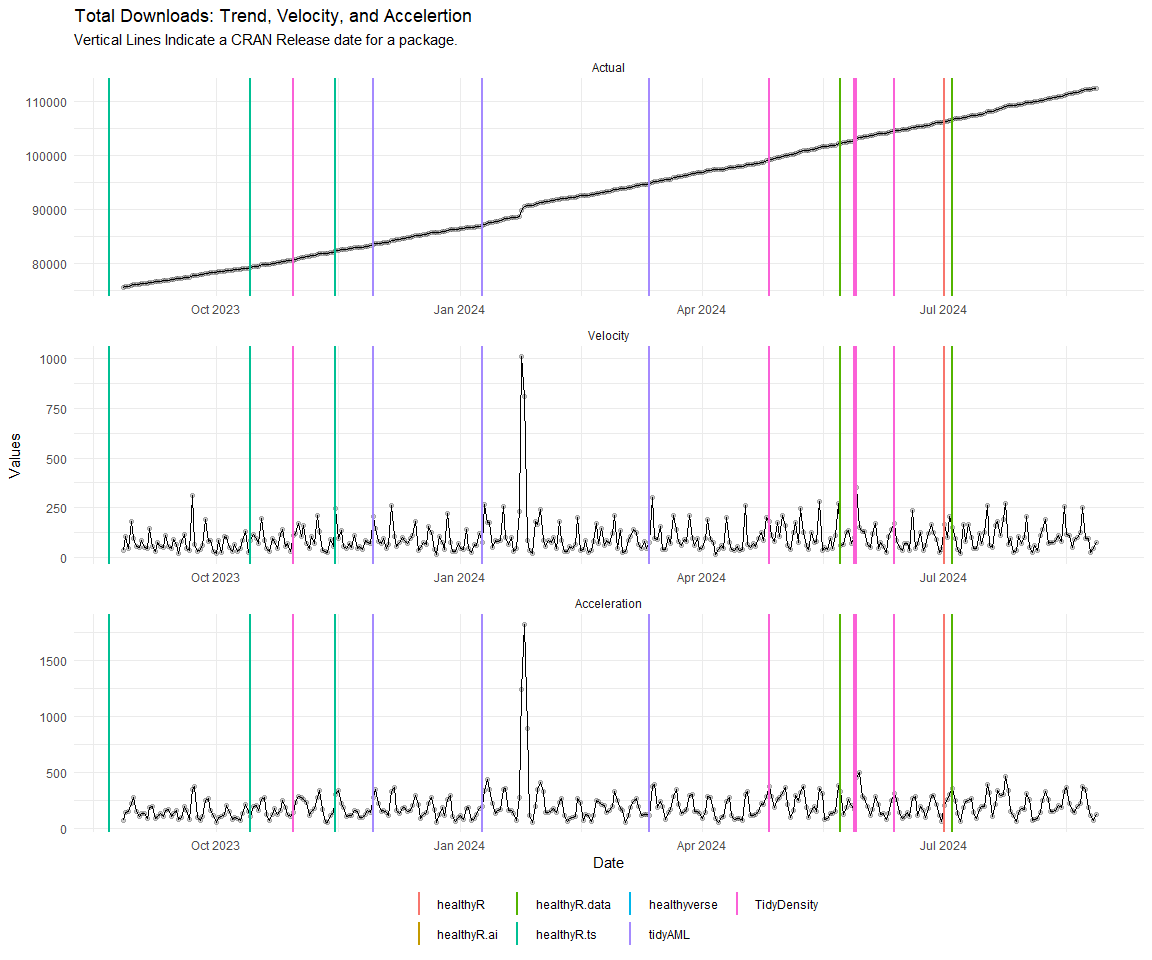 Total Downloads: Trend, Velocity, and Accelertion
Vertical Lines Indicate a CRAN Release date for a package.
Actual
110000
100000
90000
80000
Oct 2023 Jan 2024 Apr 2024 Jul 2024
Velocity
1000
750
500
250
0
Oct 2023 Jan 2024 Apr 2024 Jul 2024
Values
Acceleration
1500
1000
500
0
Oct 2023 Jan 2024 Apr 2024 Jul 2024
Date
healthyR healthyR.data healthyverse TidyDensity
healthyR.ai healthyR.ts tidyAML